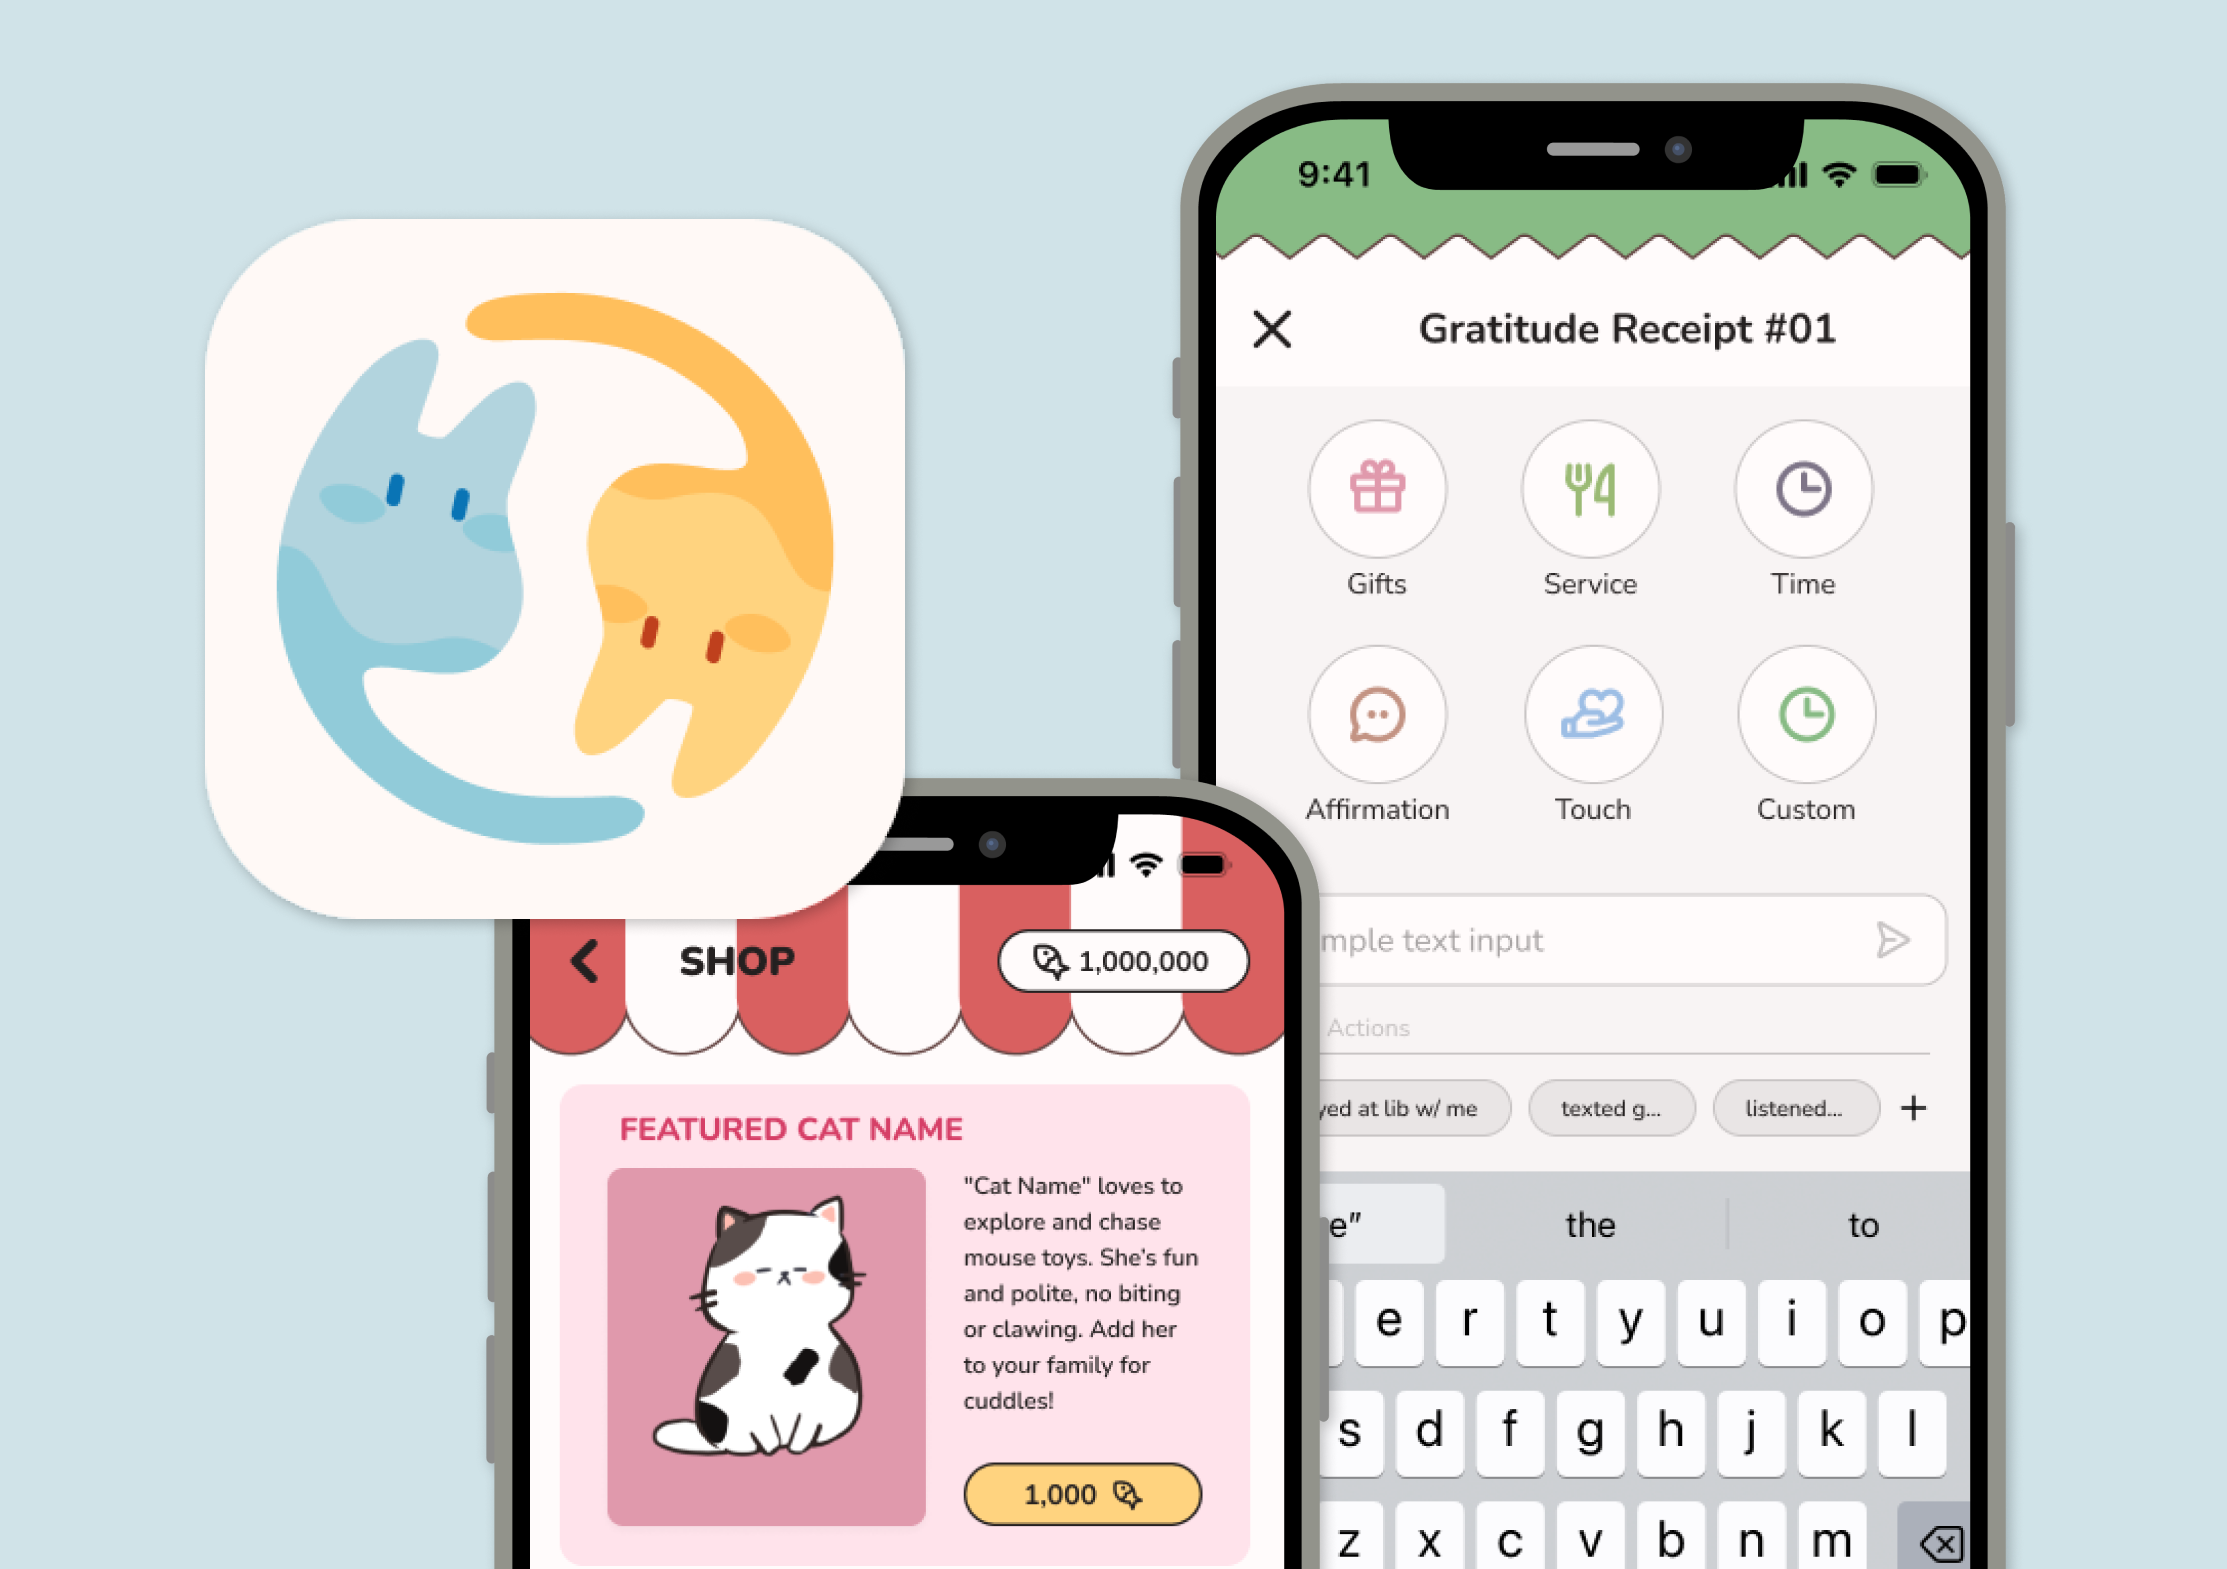 9:41
Gratitude Receipt #01
Gifts
Service
Time
Affirmation
Touch
Custom
mple text input
Actions
yed at lib w/ me
texted g...
listened...
+
e"
the
to
e r t y u i o p
s d f g h j k l
z x c v b n m
SHOP
1,000,000
FEATURED CAT NAME
"Cat Name" loves to
explore and chase
mouse toys. She's fun
and polite, no biting
or clawing. Add her
to your family for
cuddles!
1,000